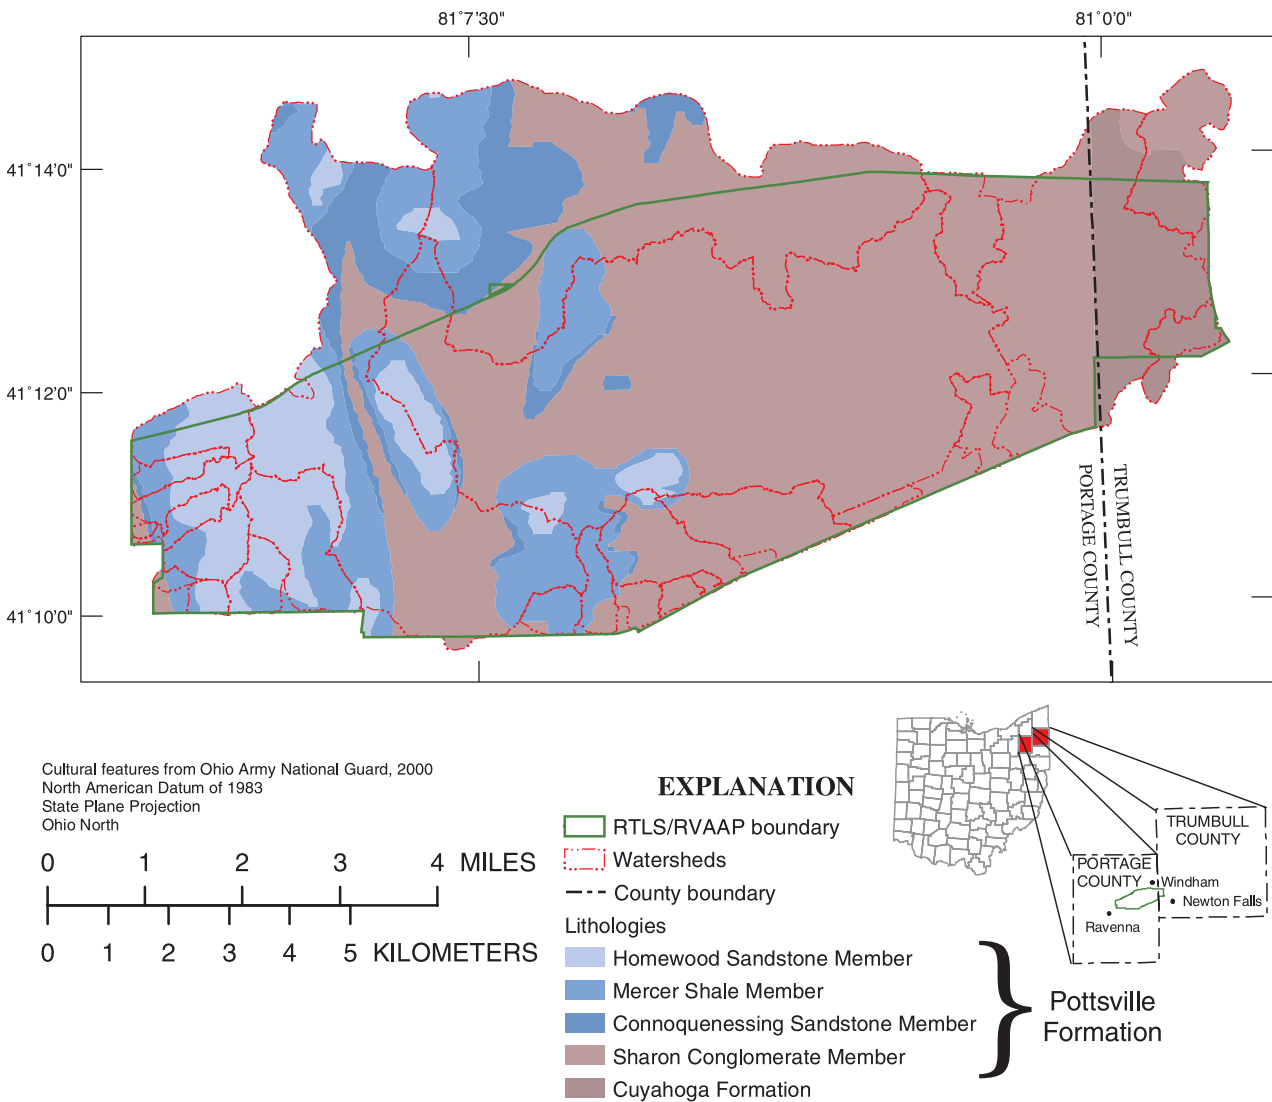 81°7'30"
81°0'0"
41°14'0"
41°12'0"
41°10'0"
TRUMBULL COUNTY
PORTAGE COUNTY
Cultural features from Ohio Army National Guard, 2000
North American Datum of 1983
State Plane Projection
Ohio North
0 1 2 3 4 MILES
0 1 2 3 4 5 KILOMETERS
EXPLANATION
RTLS/RVAAP boundary
Watersheds
County boundary
Lithologies
Homewood Sandstone Member
Mercer Shale Member
Connoquenessing Sandstone Member
Sharon Conglomerate Member
Cuyahoga Formation
Pottsville
Formation
TRUMBULL
COUNTY
PORTAGE
COUNTY
Windham
Newton Falls
Ravenna